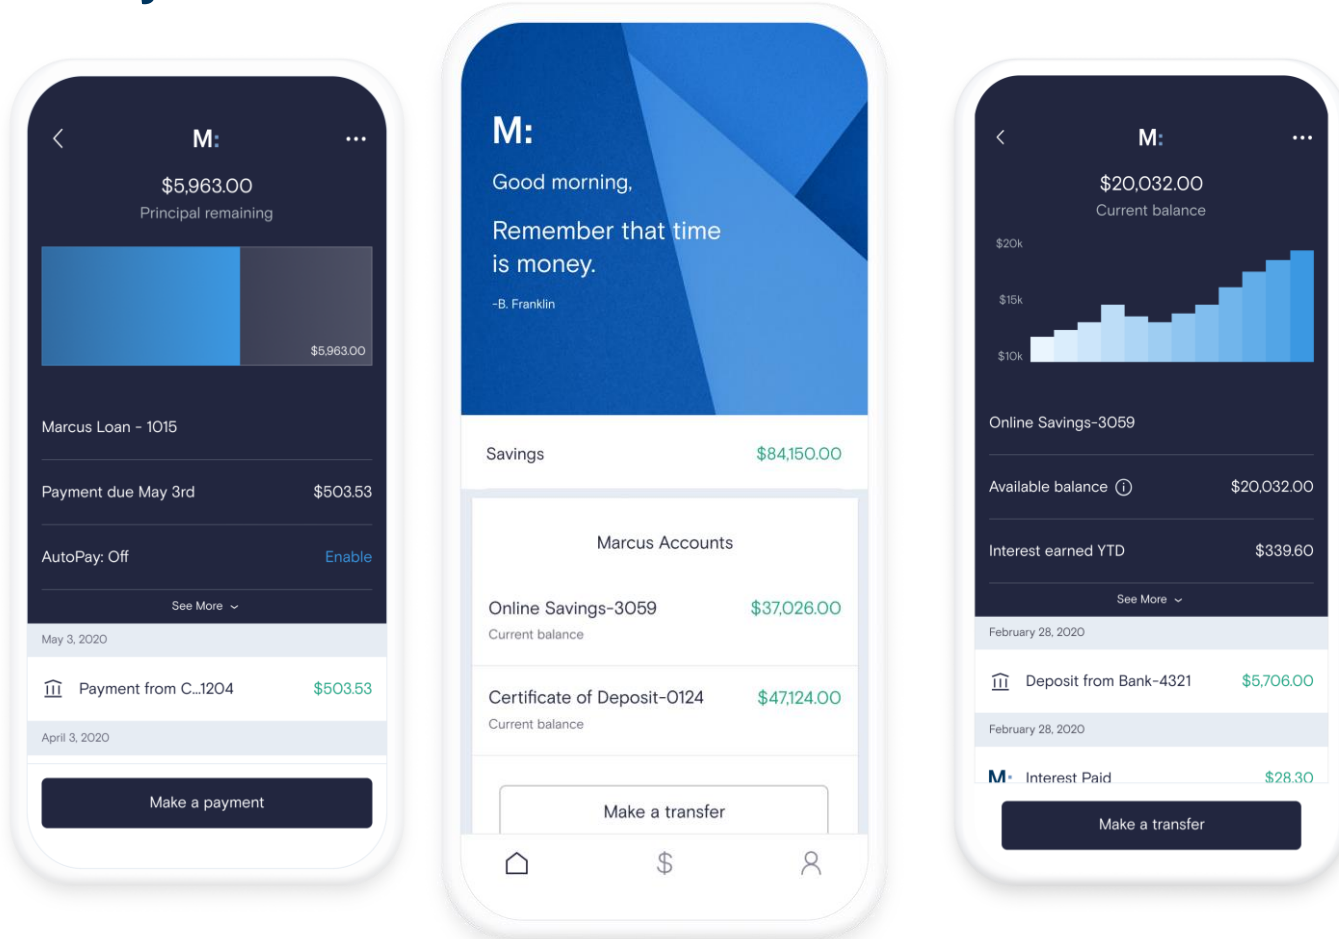 M:
$5,963.00
Principal remaining
$5,963.00
Marcus Loan - 1015
Payment due May 3rd $503.53
AutoPay: Off Enable
See More
May 3, 2020
Payment from C...1204 $503.53
April 3, 2020
Make a payment
M:
Good morning,
Remember that time
is money.
-B. Franklin
Savings $84,150.00
Marcus Accounts
Online Savings-3059 $37,026.00
Current balance
Certificate of Deposit-0124 $47,124.00
Current balance
Make a transfer
$
M:
$20,032.00
Current balance
$20k
$15k
$10k
Online Savings-3059
Available balance $20,032.00
Interest earned YTD $339.60
See More
February 28, 2020
Deposit from Bank-4321 $5,706.00
February 28, 2020
M: Interest Paid $28.30
Make a transfer